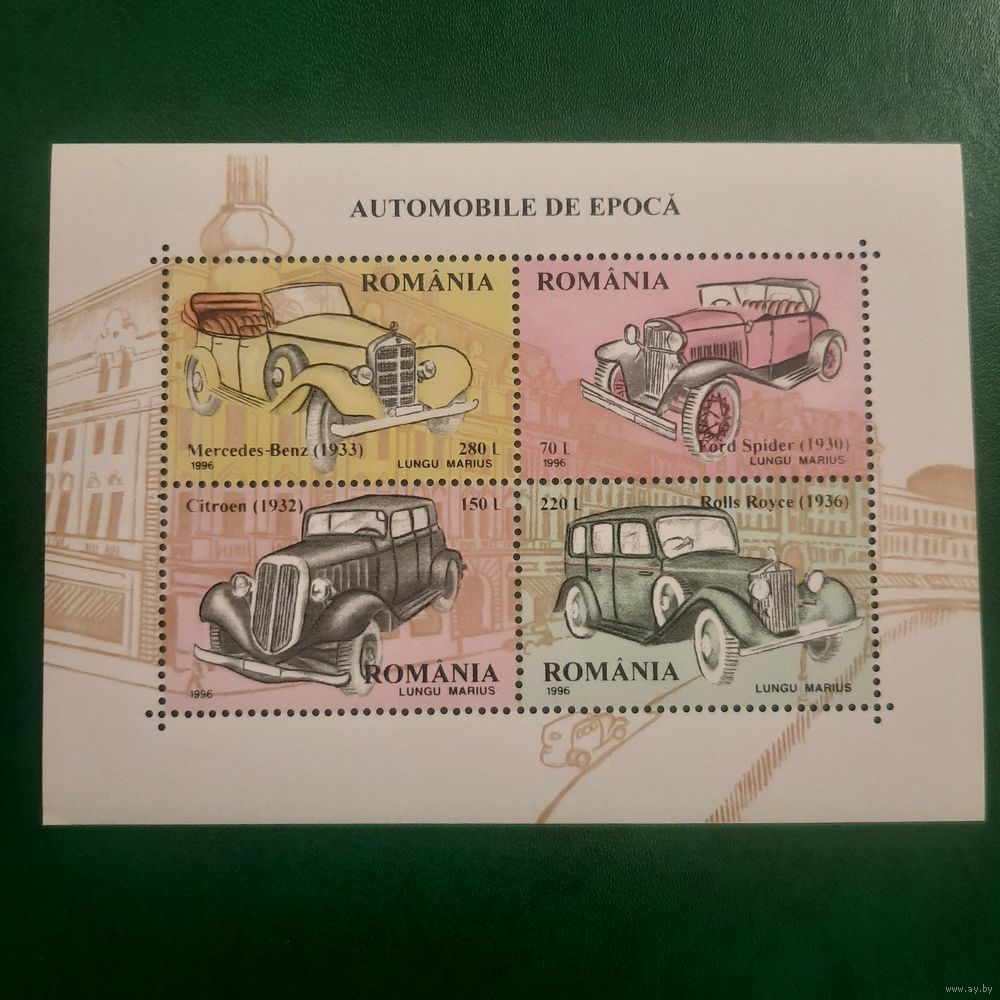 AUTOMOBILE DE EPOCĂ
ROMÂNIA
Mercedes-Benz (1933) 280 L
1996 LUNGU MARIUS
ROMÂNIA
70 L Ford Spider (1930)
1996 LUNGU MARIUS
Citroen (1932) 150 L
ROMÂNIA
1996 LUNGU MARIUS
220 L Rolls Royce (1936)
ROMÂNIA
1996 LUNGU MARIUS
www.ay.by